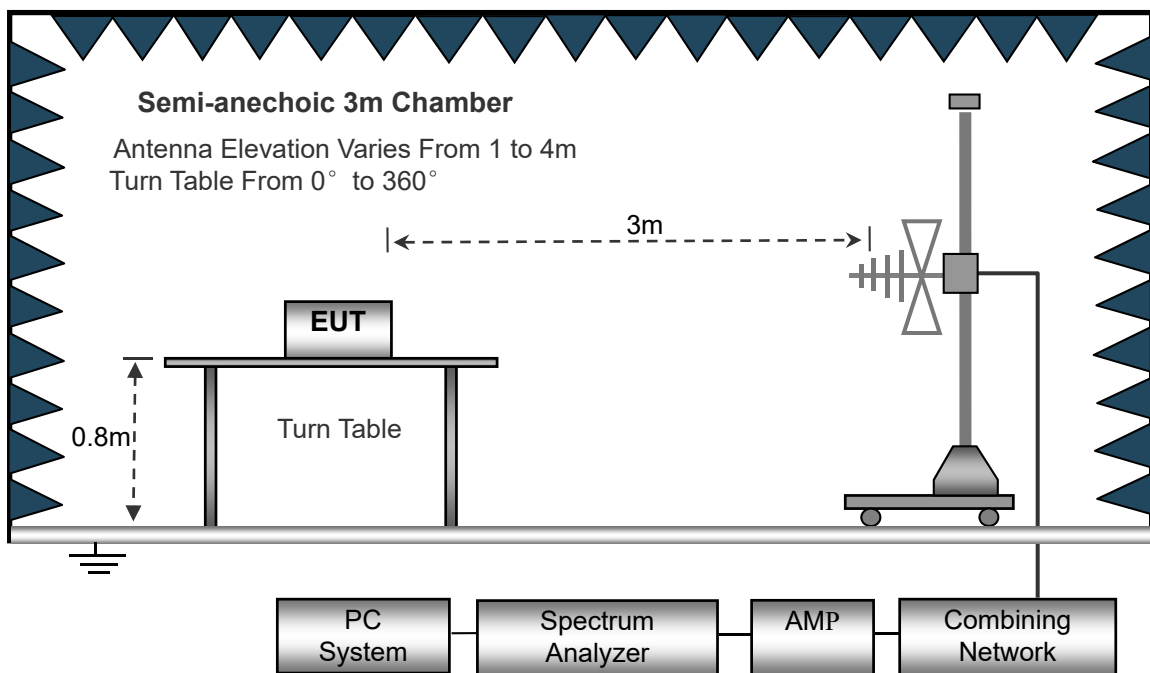 Semi-anechoic 3m Chamber
Antenna Elevation Varies From 1 to 4m
Turn Table From 0° to 360°
3m
EUT
0.8m
Turn Table
PC
System
Spectrum
Analyzer
AMP
Combining
Network